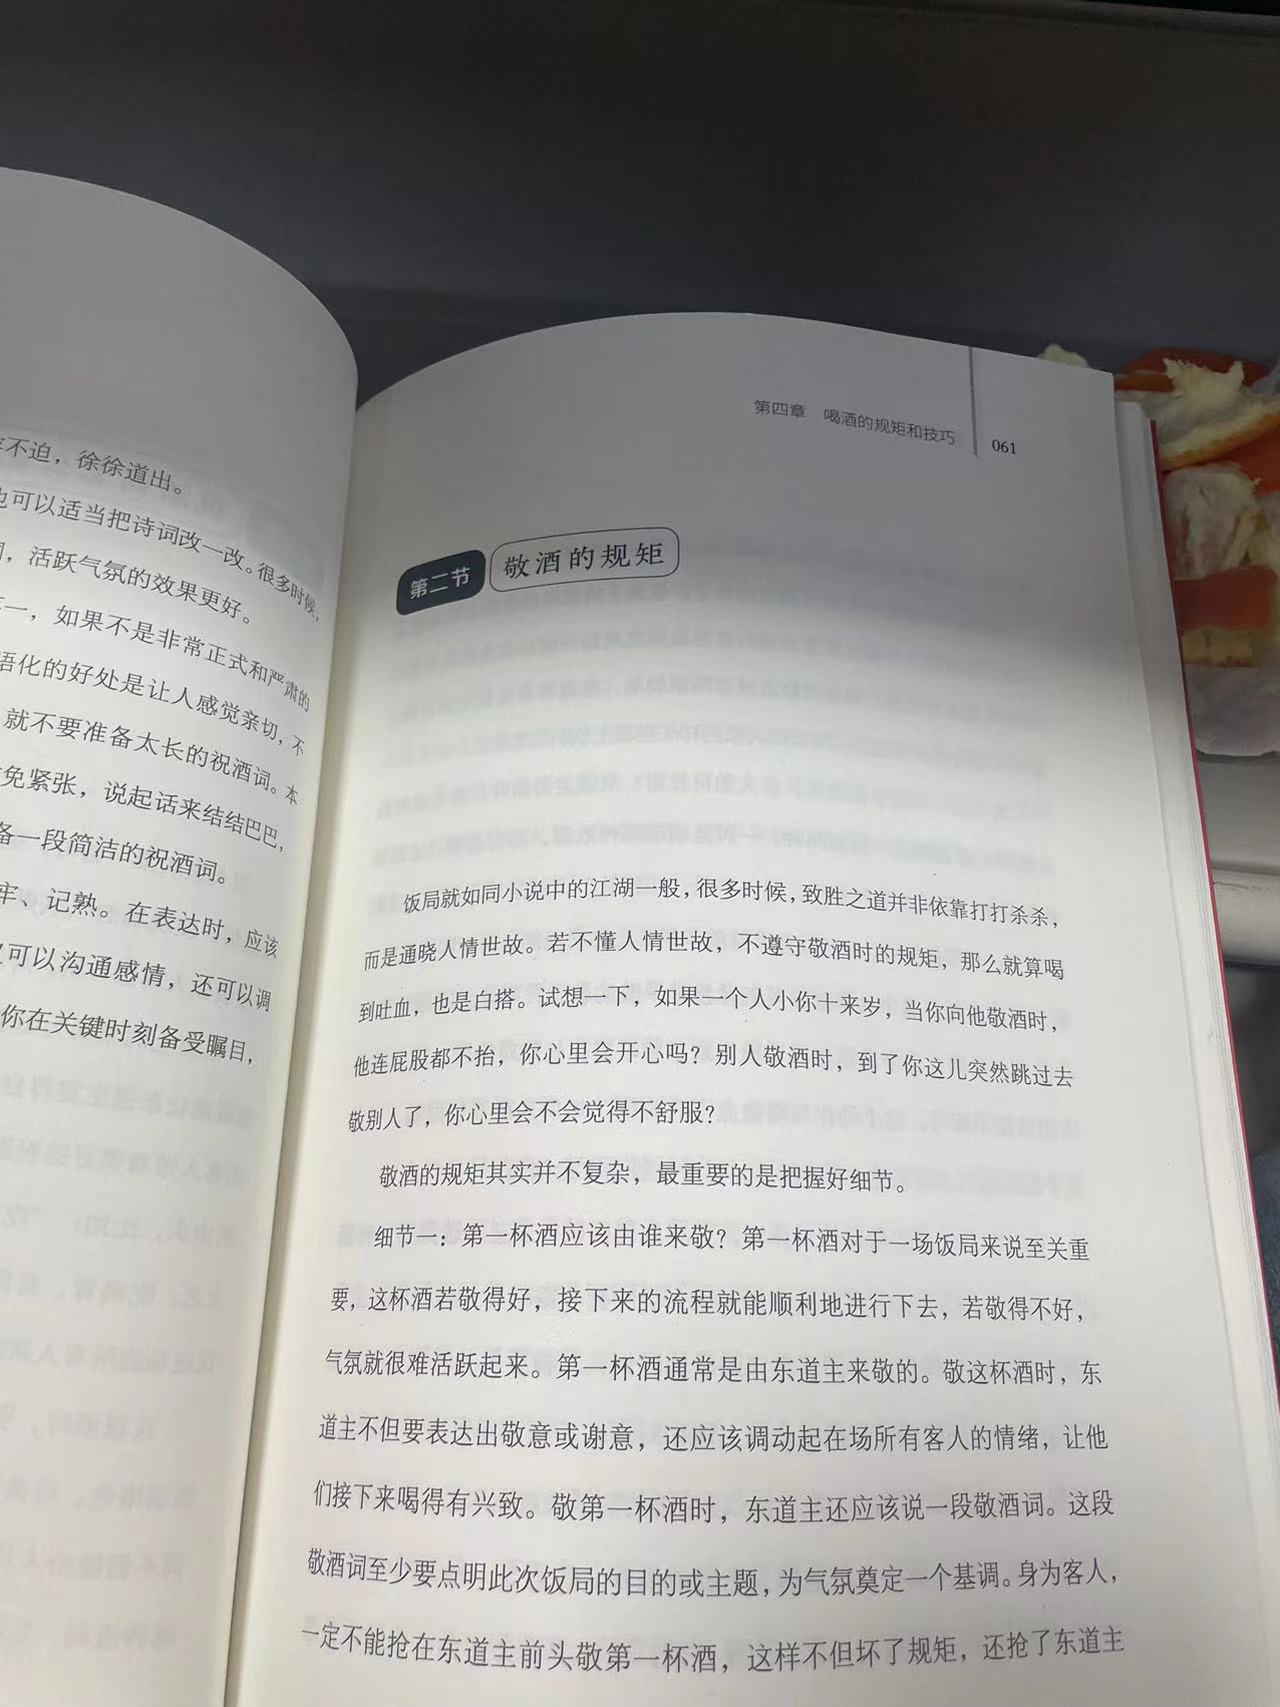 不迫，徐徐道出。
也可以适当把诗词改一改。很多时候，
，活跃气氛的效果更好。
一，如果不是非常正式和严肃的
语化的好处是让人感觉亲切，不
就不要准备太长的祝酒词。本
免紧张，说起话来结结巴巴，
备一段简洁的祝酒词。
牢、记熟。在表达时，应该
可以沟通感情，还可以调
你在关键时刻备受瞩目，
第四章 喝酒的规矩和技巧 061
第二节 敬酒的规矩
饭局就如同小说中的江湖一般，很多时候，致胜之道并非依靠打打杀杀，
而是通晓人情世故。若不懂人情世故，不遵守敬酒时的规矩，那么就算喝
到吐血，也是白搭。试想一下，如果一个人小你十来岁，当你向他敬酒时，
他连屁股都不抬，你心里会开心吗？别人敬酒时，到了你这儿突然跳过去
敬别人了，你心里会不会觉得不舒服？
敬酒的规矩其实并不复杂，最重要的是把握好细节。
细节一：第一杯酒应该由谁来敬？第一杯酒对于一场饭局来说至关重
要，这杯酒若敬得好，接下来的流程就能顺利地进行下去，若敬得不好，
气氛就很难活跃起来。第一杯酒通常是由东道主来敬的。敬这杯酒时，东
道主不但要表达出敬意或谢意，还应该调动起在场所有客人的情绪，让他
们接下来喝得有兴致。敬第一杯酒时，东道主还应该说一段敬酒词。这段
敬酒词至少要点明此次饭局的目的或主题，为气氛奠定一个基调。身为客人，
一定不能抢在东道主前头敬第一杯酒，这样不但坏了规矩，还抢了东道主